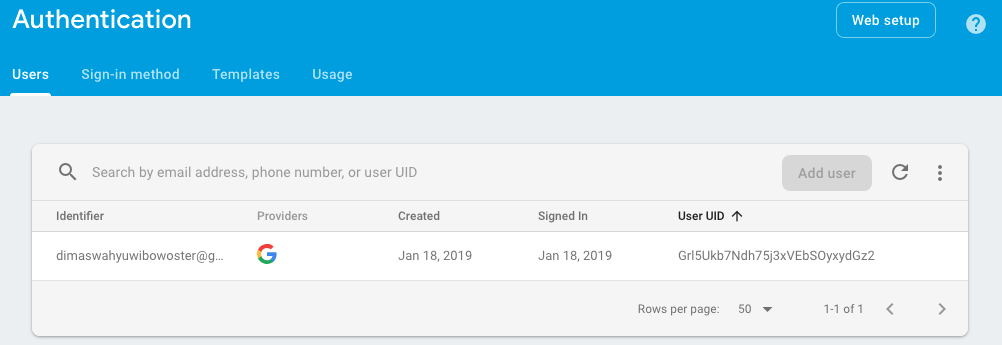 Authentication
Web setup
Users Sign-in method Templates Usage
Search by email address, phone number, or user UID
Add user
Identifier Providers Created Signed In User UID
dimaswahyuwibowoster@g... Jan 18, 2019 Jan 18, 2019 Grl5Ukb7Ndh75j3xVEbSOyxydGz2
Rows per page: 50 1-1 of 1